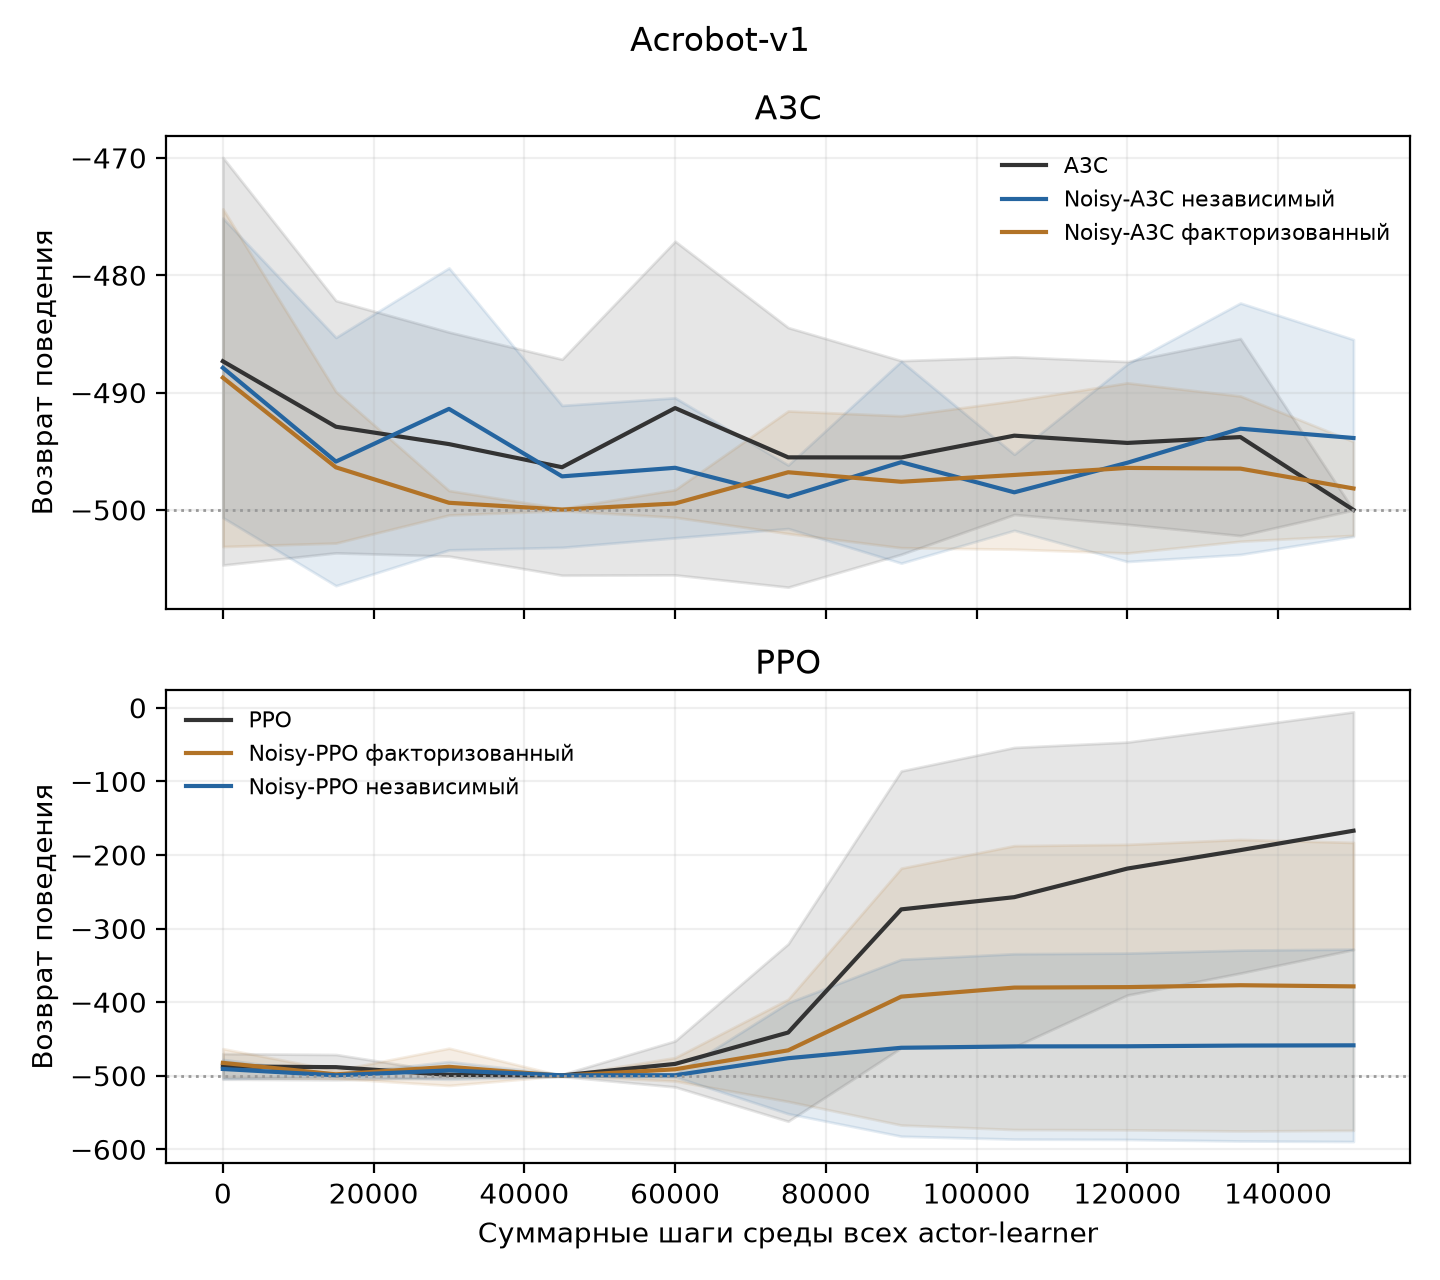 Acrobot-v1
A3C
−470
−480
−490
−500
Возврат поведения
A3C
Noisy-A3C независимый
Noisy-A3C факторизованный
PPO
0
−100
−200
−300
−400
−500
−600
Возврат поведения
PPO
Noisy-PPO факторизованный
Noisy-PPO независимый
0 20000 40000 60000 80000 100000 120000 140000
Суммарные шаги среды всех actor-learner